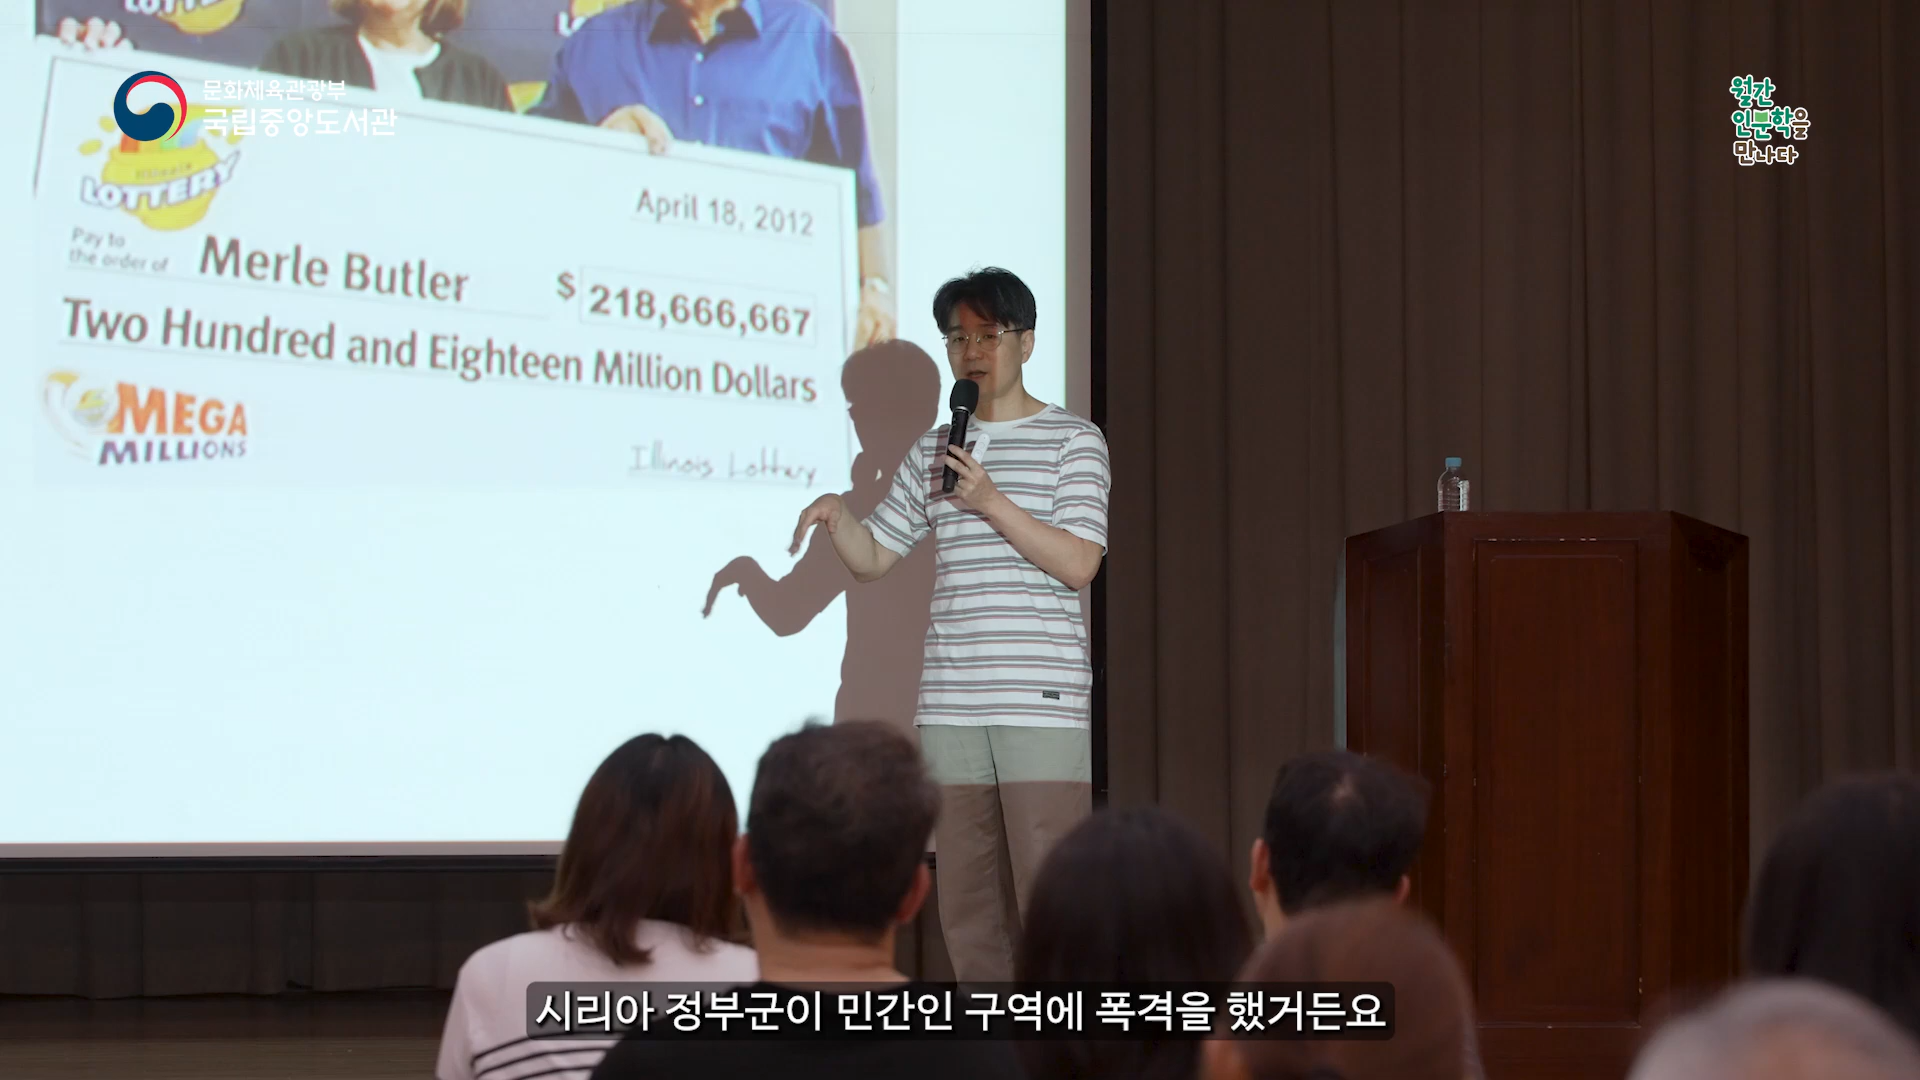 LOTTERY
문화체육관광부
국립중앙도서관
월간
인문학을
만나다
Illinois
LOTTERY
April 18, 2012
Pay to
the order of
Merle Butler
$ 218,666,667
Two Hundred and Eighteen Million Dollars
MEGA
MILLIONS
Illinois Lottery
시리아 정부군이 민간인 구역에 폭격을 했거든요